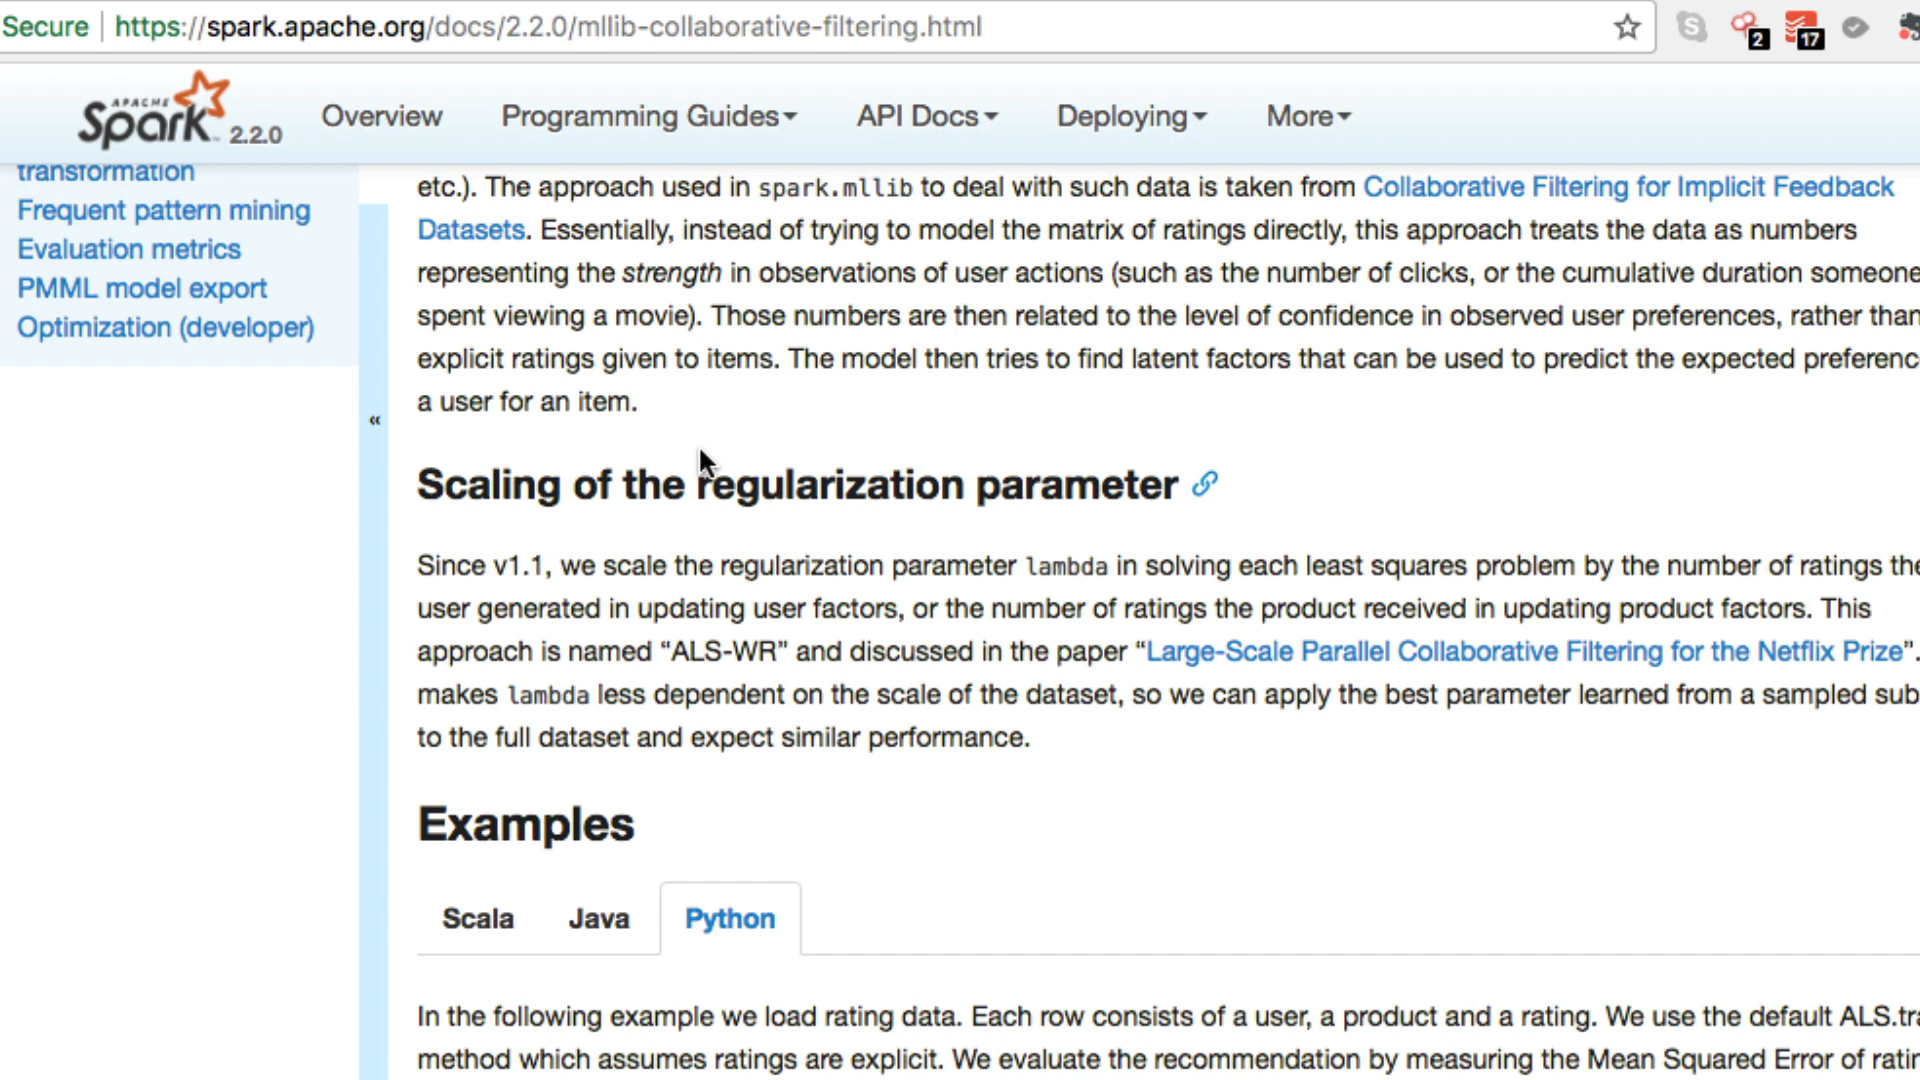 Secure | https://spark.apache.org/docs/2.2.0/mllib-collaborative-filtering.html
2
17
APACHE
Spark 2.2.0
Overview
Programming Guides
API Docs
Deploying
More
transformation
Frequent pattern mining
Evaluation metrics
PMML model export
Optimization (developer)
«
etc.). The approach used in spark.mllib to deal with such data is taken from Collaborative Filtering for Implicit Feedback
Datasets. Essentially, instead of trying to model the matrix of ratings directly, this approach treats the data as numbers
representing the strength in observations of user actions (such as the number of clicks, or the cumulative duration someone
spent viewing a movie). Those numbers are then related to the level of confidence in observed user preferences, rather than
explicit ratings given to items. The model then tries to find latent factors that can be used to predict the expected preferenc
a user for an item.
Scaling of the regularization parameter
Since v1.1, we scale the regularization parameter lambda in solving each least squares problem by the number of ratings the
user generated in updating user factors, or the number of ratings the product received in updating product factors. This
approach is named “ALS-WR” and discussed in the paper “Large-Scale Parallel Collaborative Filtering for the Netflix Prize”.
makes lambda less dependent on the scale of the dataset, so we can apply the best parameter learned from a sampled sub
to the full dataset and expect similar performance.
Examples
Scala
Java
Python
In the following example we load rating data. Each row consists of a user, a product and a rating. We use the default ALS.tra
method which assumes ratings are explicit. We evaluate the recommendation by measuring the Mean Squared Error of ratin